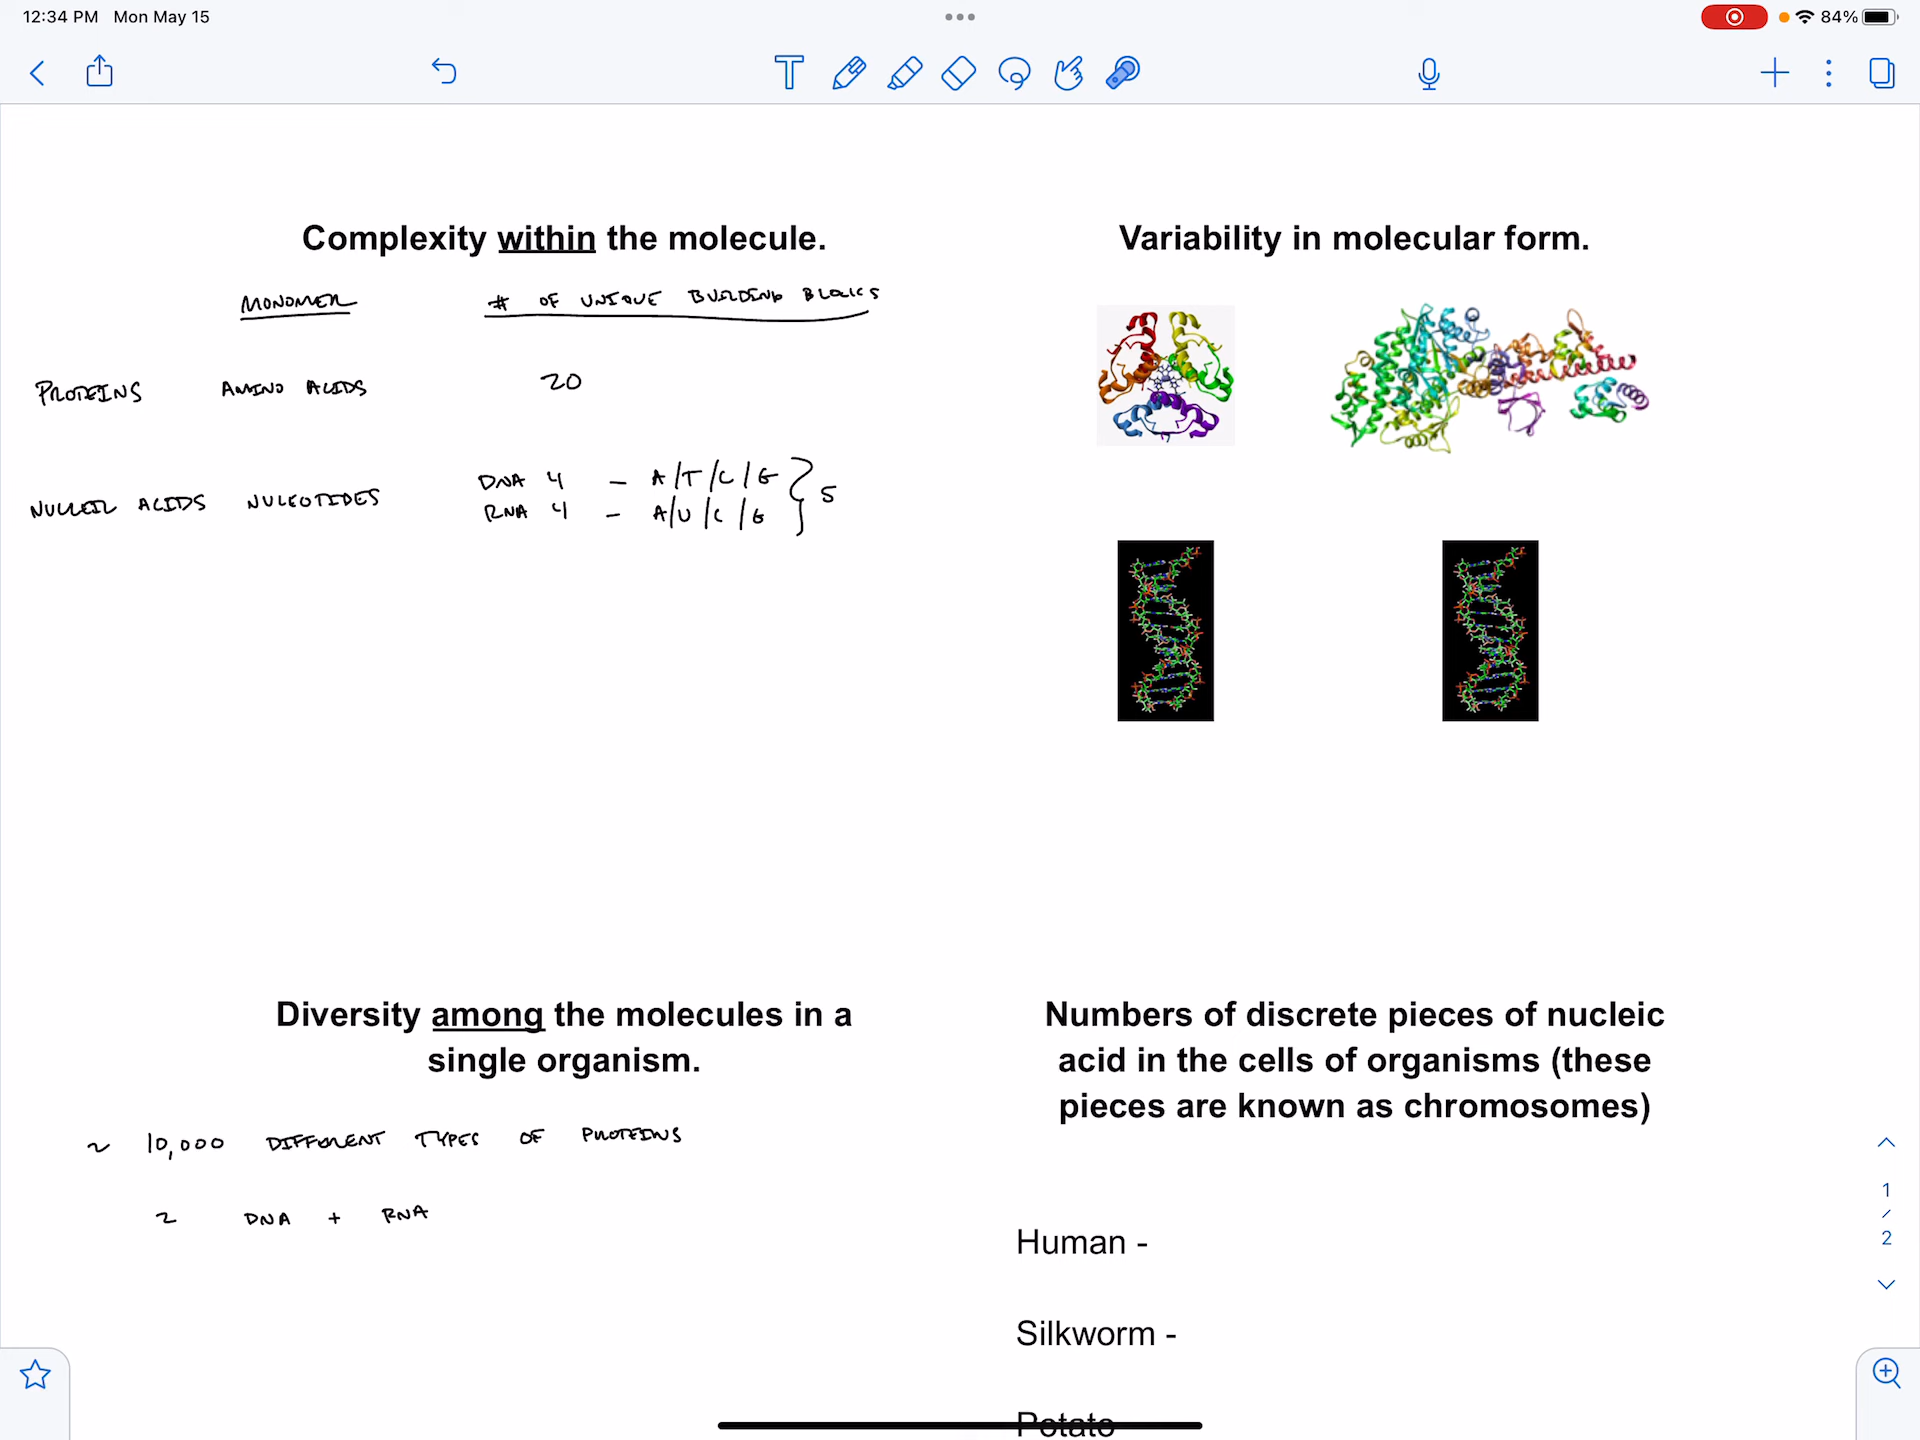 12:34 PM Mon May 15
84%
Complexity within the molecule.
MONOMER # OF UNIQUE BUILDING BLOCKS
PROTEINS AMINO ACIDS 20
NUCLEIC ACIDS NUCLEOTIDES
DNA 4 - A/T/C/G
RNA 4 - A/U/C/G
5
Variability in molecular form.
Diversity among the molecules in a
single organism.
~ 10,000 DIFFERENT TYPES OF PROTEINS
2 DNA + RNA
Numbers of discrete pieces of nucleic
acid in the cells of organisms (these
pieces are known as chromosomes)
Human -
Silkworm -
Potato
1
/
2